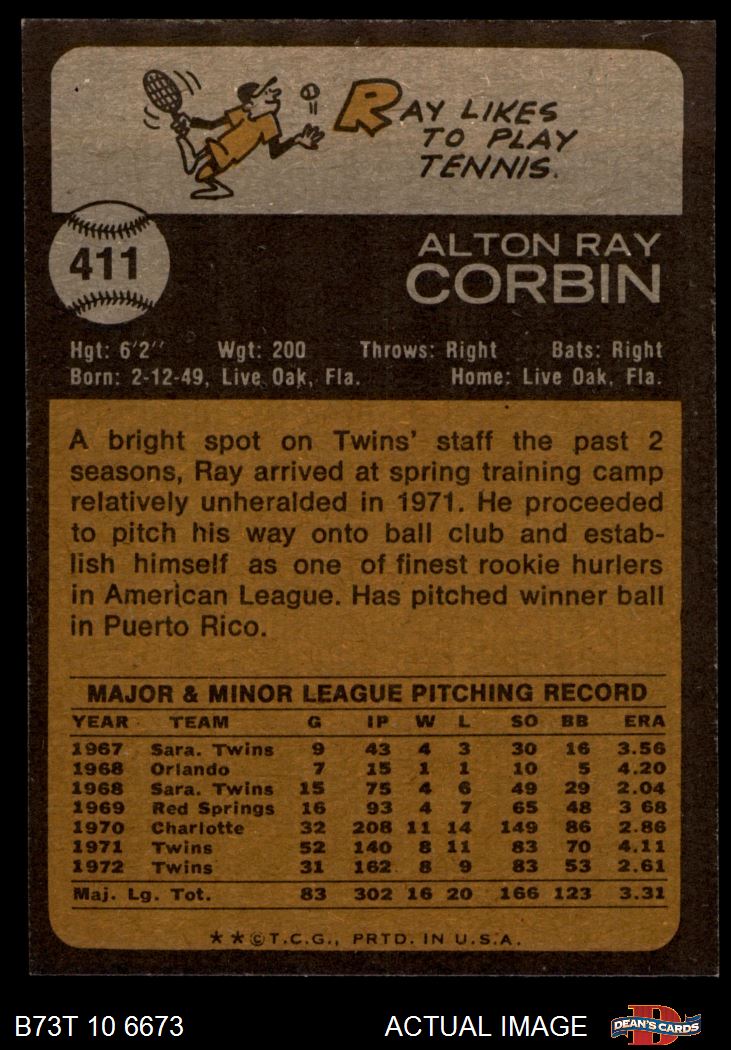 RAY LIKES
TO PLAY
TENNIS.
411
ALTON RAY
CORBIN
Hgt: 6'2'' Wgt: 200 Throws: Right Bats: Right
Born: 2-12-49, Live Oak, Fla. Home: Live Oak, Fla.
A bright spot on Twins' staff the past 2
seasons, Ray arrived at spring training camp
relatively unheralded in 1971. He proceeded
to pitch his way onto ball club and estab-
lish himself as one of finest rookie hurlers
in American League. Has pitched winner ball
in Puerto Rico.
MAJOR & MINOR LEAGUE PITCHING RECORD
YEAR TEAM G IP W L SO BB ERA
1967 Sara. Twins 9 43 4 3 30 16 3.56
1968 Orlando 7 15 1 1 10 5 4.20
1968 Sara. Twins 15 75 4 6 49 29 2.04
1969 Red Springs 16 93 4 7 65 48 3 68
1970 Charlotte 32 208 11 14 149 86 2.86
1971 Twins 52 140 8 11 83 70 4.11
1972 Twins 31 162 8 9 83 53 2.61
Maj. Lg. Tot. 83 302 16 20 166 123 3.31
**©T.C.G., PRTD. IN U.S.A.
B73T 10 6673 ACTUAL IMAGE D DEAN'S CARDS